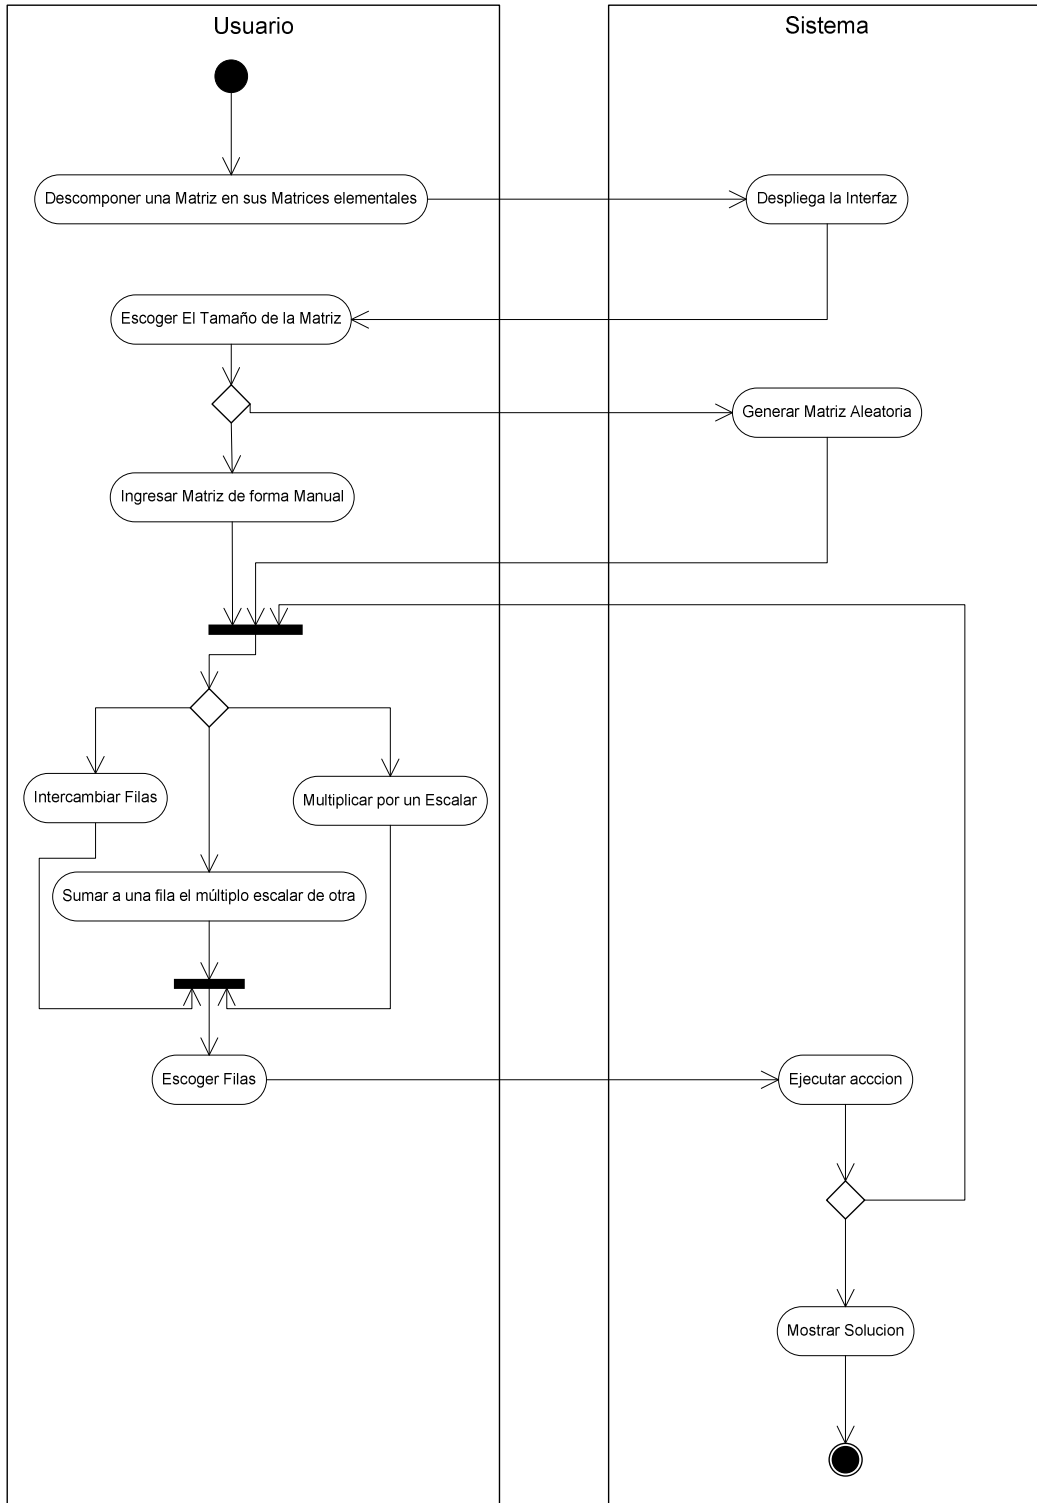 Usuario
Sistema
Descomponer una Matriz en sus Matrices elementales
Despliega la Interfaz
Escoger El Tamaño de la Matriz
Generar Matriz Aleatoria
Ingresar Matriz de forma Manual
Intercambiar Filas
Multiplicar por un Escalar
Sumar a una fila el múltiplo escalar de otra
Escoger Filas
Ejecutar acccion
Mostrar Solucion